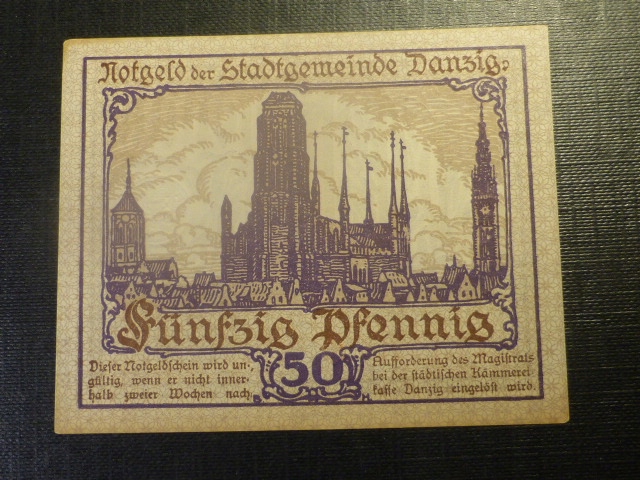 Notgeld der Stadtgemeinde Danzig.
Fünfzig Pfennig
Dieser Notgeldschein wird un-
gültig, wenn er nicht inner-
halb zweier Wochen nach
50
Aufforderung des Magistrats
bei der städtischen Kämmerei
kasse Danzig eingelöst wird.